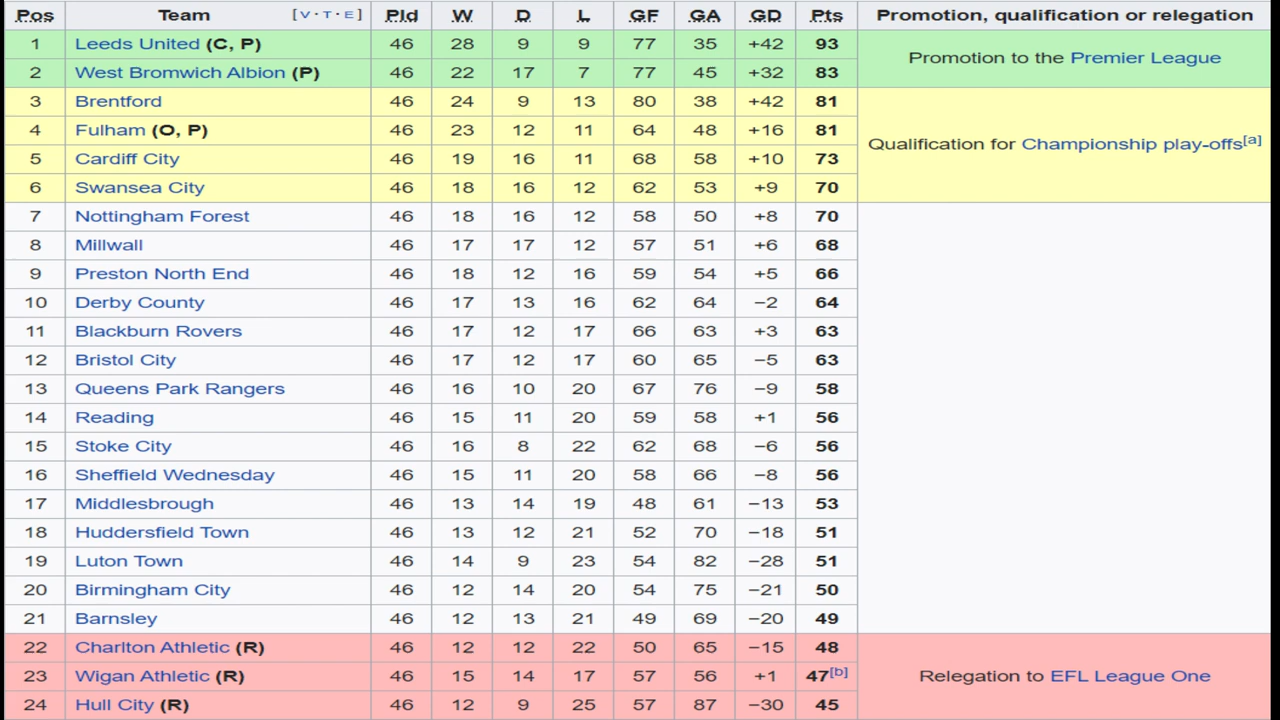 Pos Team [V·T·E] Pld W D L GF GA GD Pts Promotion, qualification or relegation
1 Leeds United (C, P) 46 28 9 9 77 35 +42 93 Promotion to the Premier League
2 West Bromwich Albion (P) 46 22 17 7 77 45 +32 83
3 Brentford 46 24 9 13 80 38 +42 81 Qualification for Championship play-offs[a]
4 Fulham (O, P) 46 23 12 11 64 48 +16 81
5 Cardiff City 46 19 16 11 68 58 +10 73
6 Swansea City 46 18 16 12 62 53 +9 70
7 Nottingham Forest 46 18 16 12 58 50 +8 70
8 Millwall 46 17 17 12 57 51 +6 68
9 Preston North End 46 18 12 16 59 54 +5 66
10 Derby County 46 17 13 16 62 64 −2 64
11 Blackburn Rovers 46 17 12 17 66 63 +3 63
12 Bristol City 46 17 12 17 60 65 −5 63
13 Queens Park Rangers 46 16 10 20 67 76 −9 58
14 Reading 46 15 11 20 59 58 +1 56
15 Stoke City 46 16 8 22 62 68 −6 56
16 Sheffield Wednesday 46 15 11 20 58 66 −8 56
17 Middlesbrough 46 13 14 19 48 61 −13 53
18 Huddersfield Town 46 13 12 21 52 70 −18 51
19 Luton Town 46 14 9 23 54 82 −28 51
20 Birmingham City 46 12 14 20 54 75 −21 50
21 Barnsley 46 12 13 21 49 69 −20 49
22 Charlton Athletic (R) 46 12 12 22 50 65 −15 48
23 Wigan Athletic (R) 46 15 14 17 57 56 +1 47[b] Relegation to EFL League One
24 Hull City (R) 46 12 9 25 57 87 −30 45